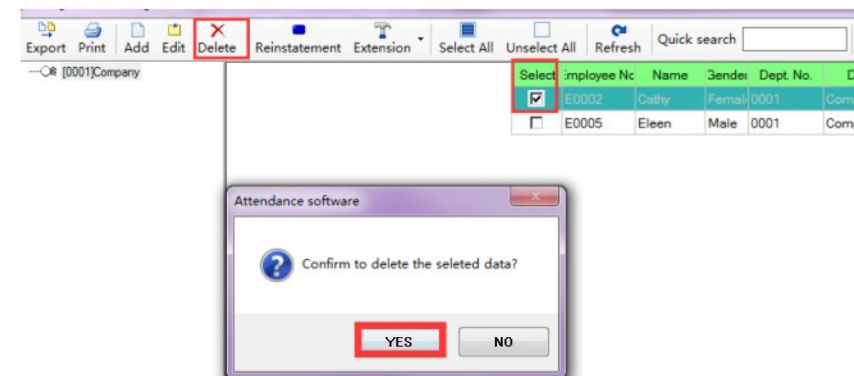 Export Print Add Edit Delete Reinstatement Extension Select All Unselect All Refresh Quick search
[0001]Company
Select Employee No Name Gender Dept. No. D
E0002 Cathy Female 0001 Com
E0005 Eleen Male 0001 Com
Attendance software
Confirm to delete the seleted data?
YES NO